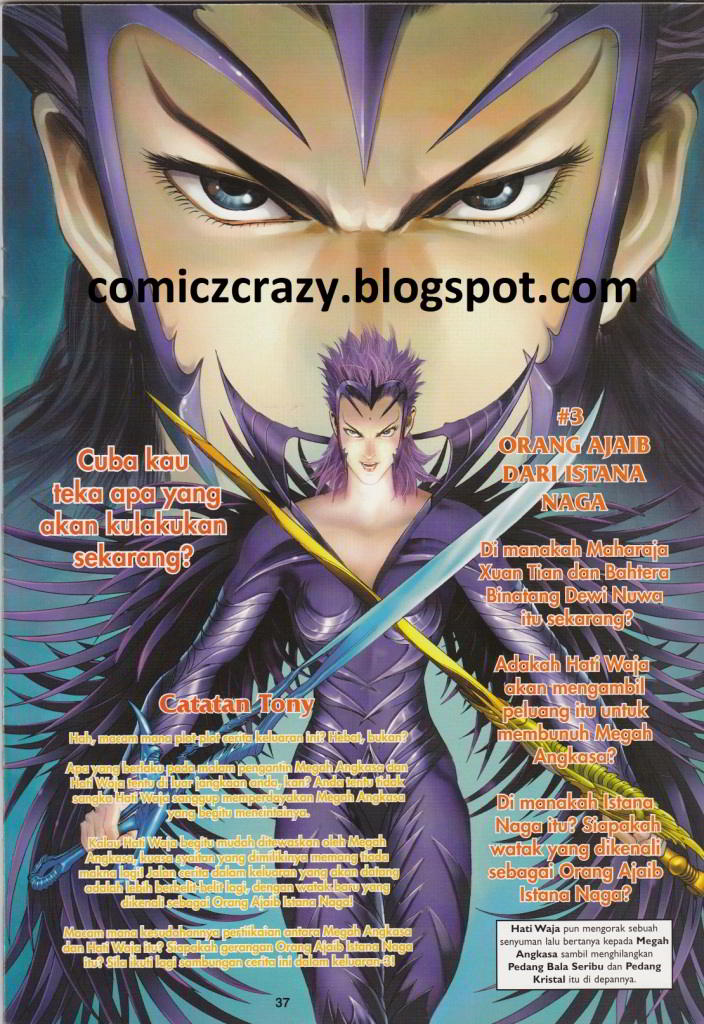 comiczcrazy.blogspot.com
Cuba kau
teka apa yang
akan kulakukan
sekarang?
#3
ORANG AJAIB
DARI ISTANA
NAGA
Di manakah Maharaja
Xuan Tian dan Bahtera
Binatang Dewi Nuwa
itu sekarang?
Adakah Hati Waja
akan mengambil
peluang itu untuk
membunuh Megah
Angkasa?
Di manakah Istana
Naga itu? Siapakah
watak yang dikenali
sebagai Orang Ajaib
Istana Naga?
Catatan Tony
Hah, macam mana plot-plot cerita keluaran ini? Hebat, bukan?
Apa yang berlaku pada malam pengantin Megah Angkasa dan
Hati Waja tentu di luar jangkaan anda, kan? Anda tentu tidak
sangka Hati Waja sanggup memperdayakan Megah Angkasa
yang begitu mencintainya.
Kalau Hati Waja begitu mudah ditewaskan oleh Megah
Angkasa, kuasa syaitan yang dimilikinya memang tiada
makna lagi! Jalan cerita dalam keluaran yang akan datang
adalah lebih berbelit-belit lagi, dengan watak baru yang
dikenali sebagai Orang Ajaib Istana Naga!
Macam mana kesudahannya pertikaian antara Megah Angkasa
dan Hati Waja itu? Siapakah gerangan Orang Ajaib Istana Naga
itu? Sila ikuti lagi sambungan cerita ini dalam keluaran 3!
Hati Waja pun mengorak sebuah
senyuman lalu bertanya kepada Megah
Angkasa sambil menghilangkan
Pedang Bala Seribu dan Pedang
Kristal itu di depannya.
37